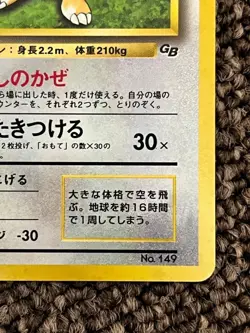 ン:身長2.2m、体重210kg
GB
しのかぜ
ら場に出した時、1度だけ使える。自分の場の
ウンターを、それぞれ2つずつ、とりのぞく。
たきつける 30×
2枚投げ、「おもて」の数×30の
にげる
ジ -30
大きな体格で空を飛
ぶ。地球を約16時間
で1周してしまう。
No. 149